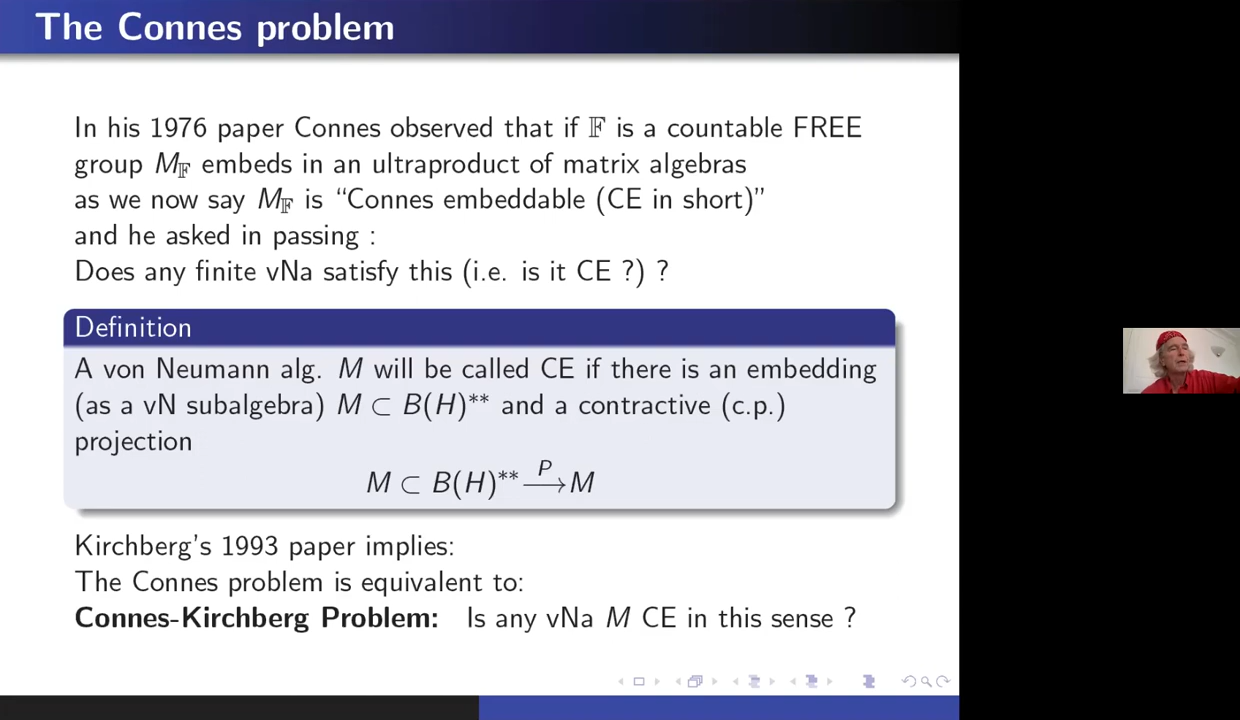 The Connes problem
In his 1976 paper Connes observed that if 𝔽 is a countable FREE
group M_𝔽 embeds in an ultraproduct of matrix algebras
as we now say M_𝔽 is “Connes embeddable (CE in short)”
and he asked in passing :
Does any finite vNa satisfy this (i.e. is it CE ?) ?
Definition
A von Neumann alg. M will be called CE if there is an embedding
(as a vN subalgebra) M ⊂ B(H)** and a contractive (c.p.)
projection
M ⊂ B(H)** —P→ M
Kirchberg's 1993 paper implies:
The Connes problem is equivalent to:
Connes-Kirchberg Problem: Is any vNa M CE in this sense ?